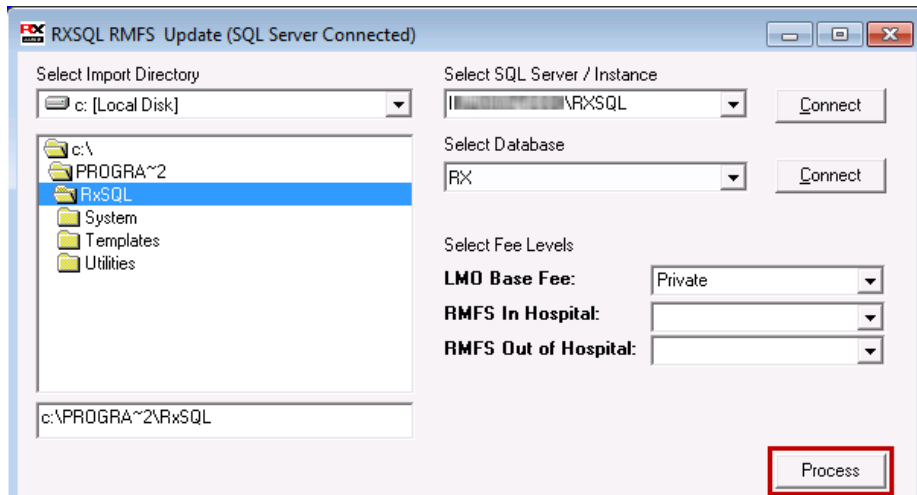 RXSQL RMFS Update (SQL Server Connected)
Select Import Directory
c: [Local Disk]
c:\
PROGRA~2
RxSQL
System
Templates
Utilities
c:\PROGRA~2\RxSQL
Select SQL Server / Instance
\RXSQL
Connect
Select Database
RX
Connect
Select Fee Levels
LMO Base Fee:
Private
RMFS In Hospital:
RMFS Out of Hospital:
Process